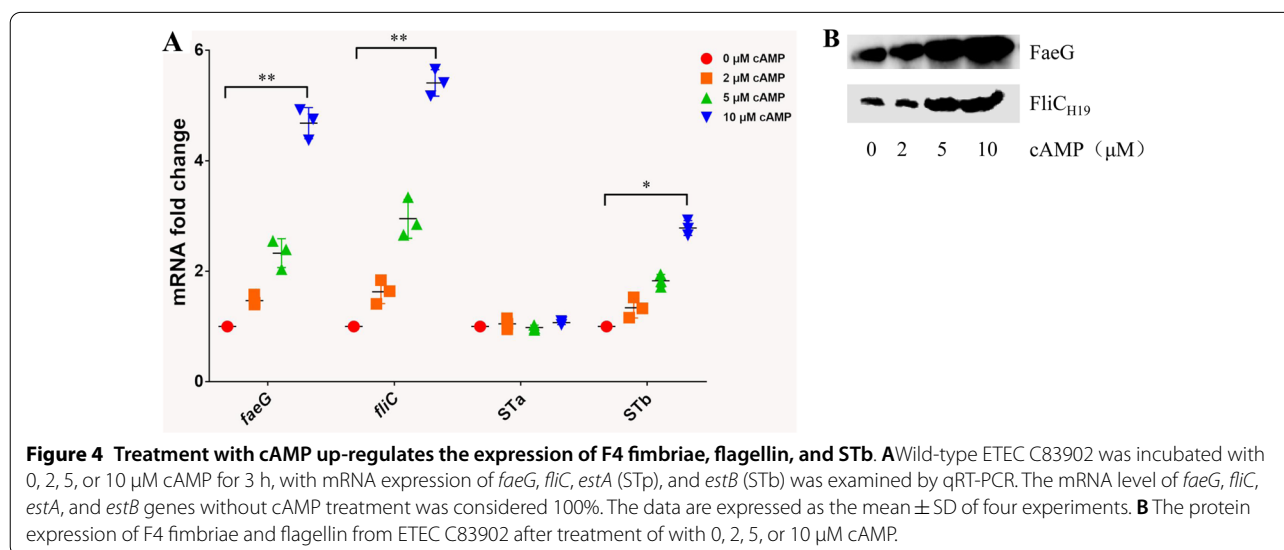 A
6
4
2
0
mRNA fold change
**
**
*
0 µM cAMP
2 µM cAMP
5 µM cAMP
10 µM cAMP
faeG
fliC
STa
STb
B
FaeG
FliCH19
0 2 5 10 cAMP（µM）
Figure 4 Treatment with cAMP up-regulates the expression of F4 fimbriae, flagellin, and STb. AWild-type ETEC C83902 was incubated with
0, 2, 5, or 10 µM cAMP for 3 h, with mRNA expression of faeG, fliC, estA (STp), and estB (STb) was examined by qRT-PCR. The mRNA level of faeG, fliC,
estA, and estB genes without cAMP treatment was considered 100%. The data are expressed as the mean ± SD of four experiments. B The protein
expression of F4 fimbriae and flagellin from ETEC C83902 after treatment of with 0, 2, 5, or 10 µM cAMP.